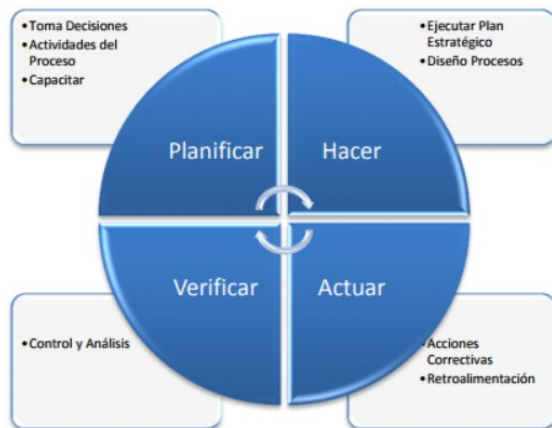 •Toma Decisiones
•Actividades del
Proceso
•Capacitar
•Ejecutar Plan
Estratégico
•Diseño Procesos
Planificar
Hacer
Verificar
Actuar
•Control y Análisis
•Acciones
Correctivas
•Retroalimentación